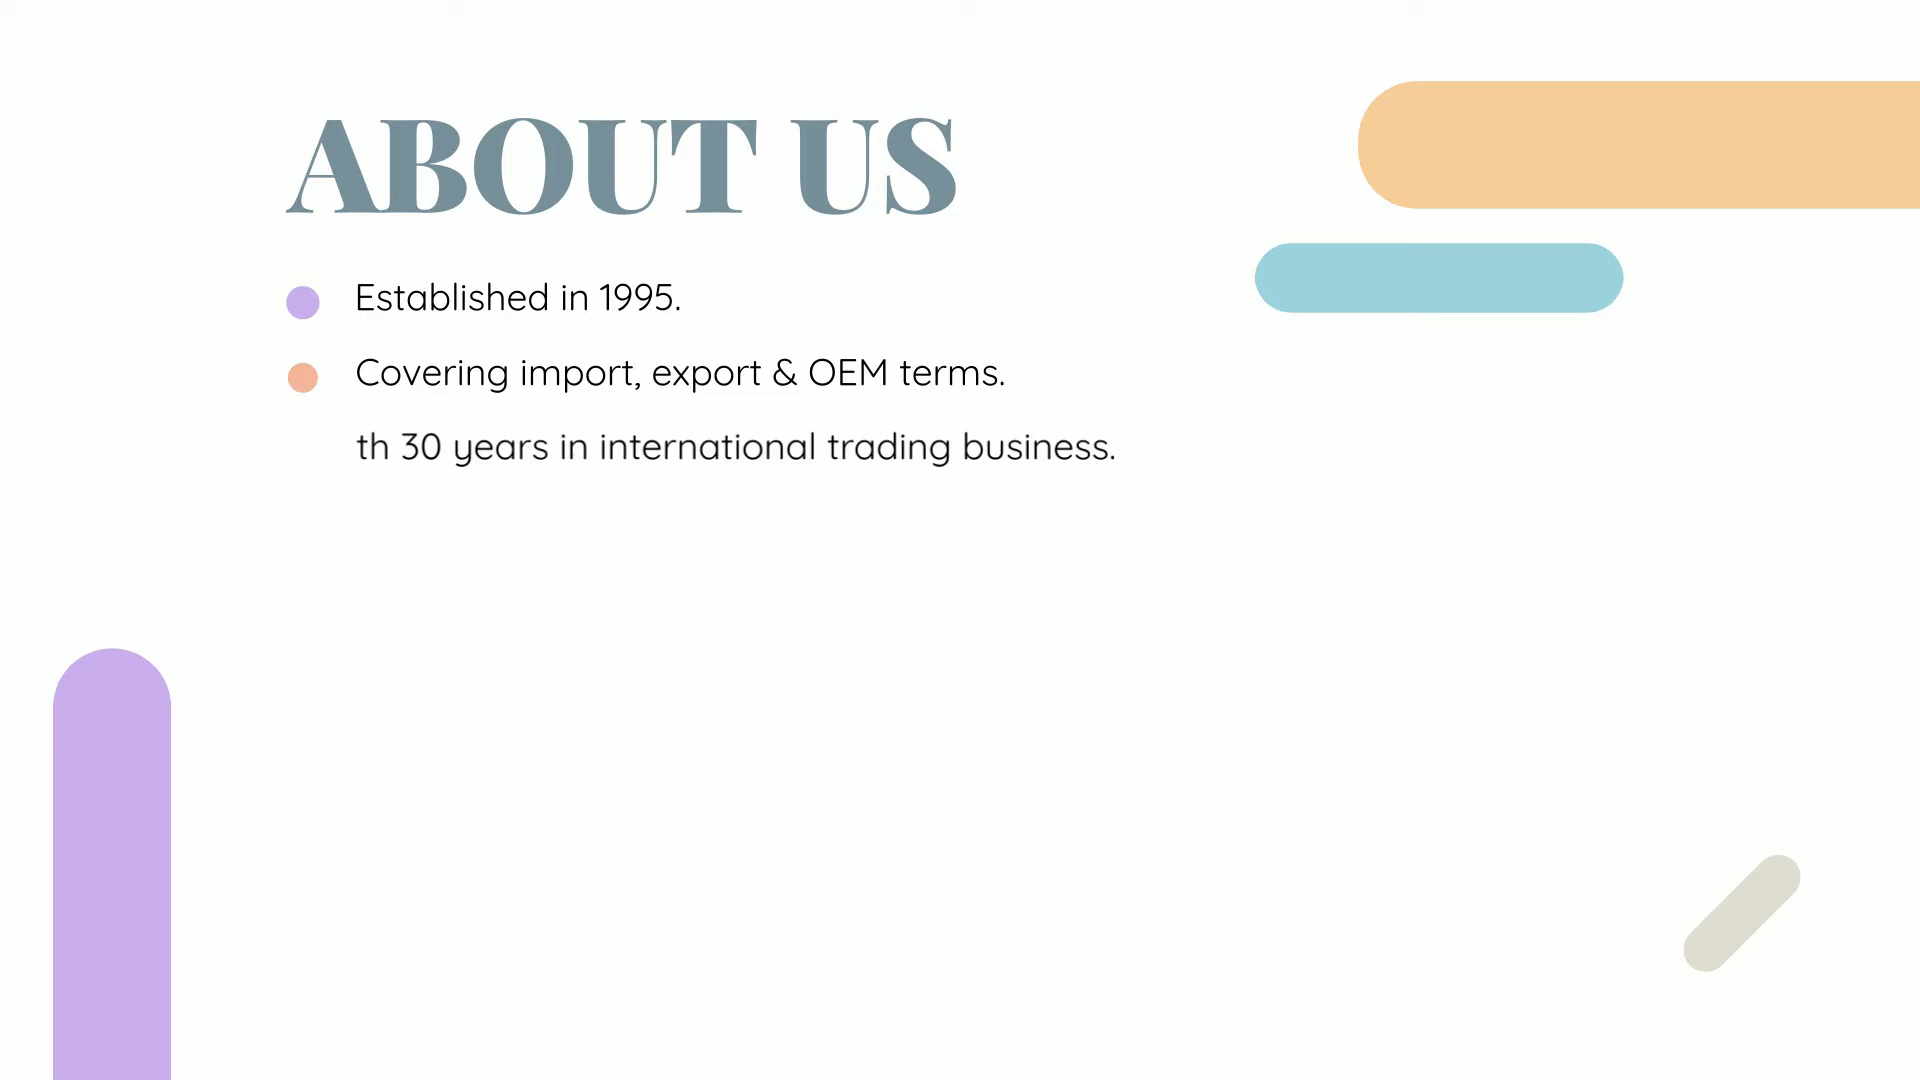 ABOUT US
Established in 1995.
Covering import, export & OEM terms.
th 30 years in international trading business.